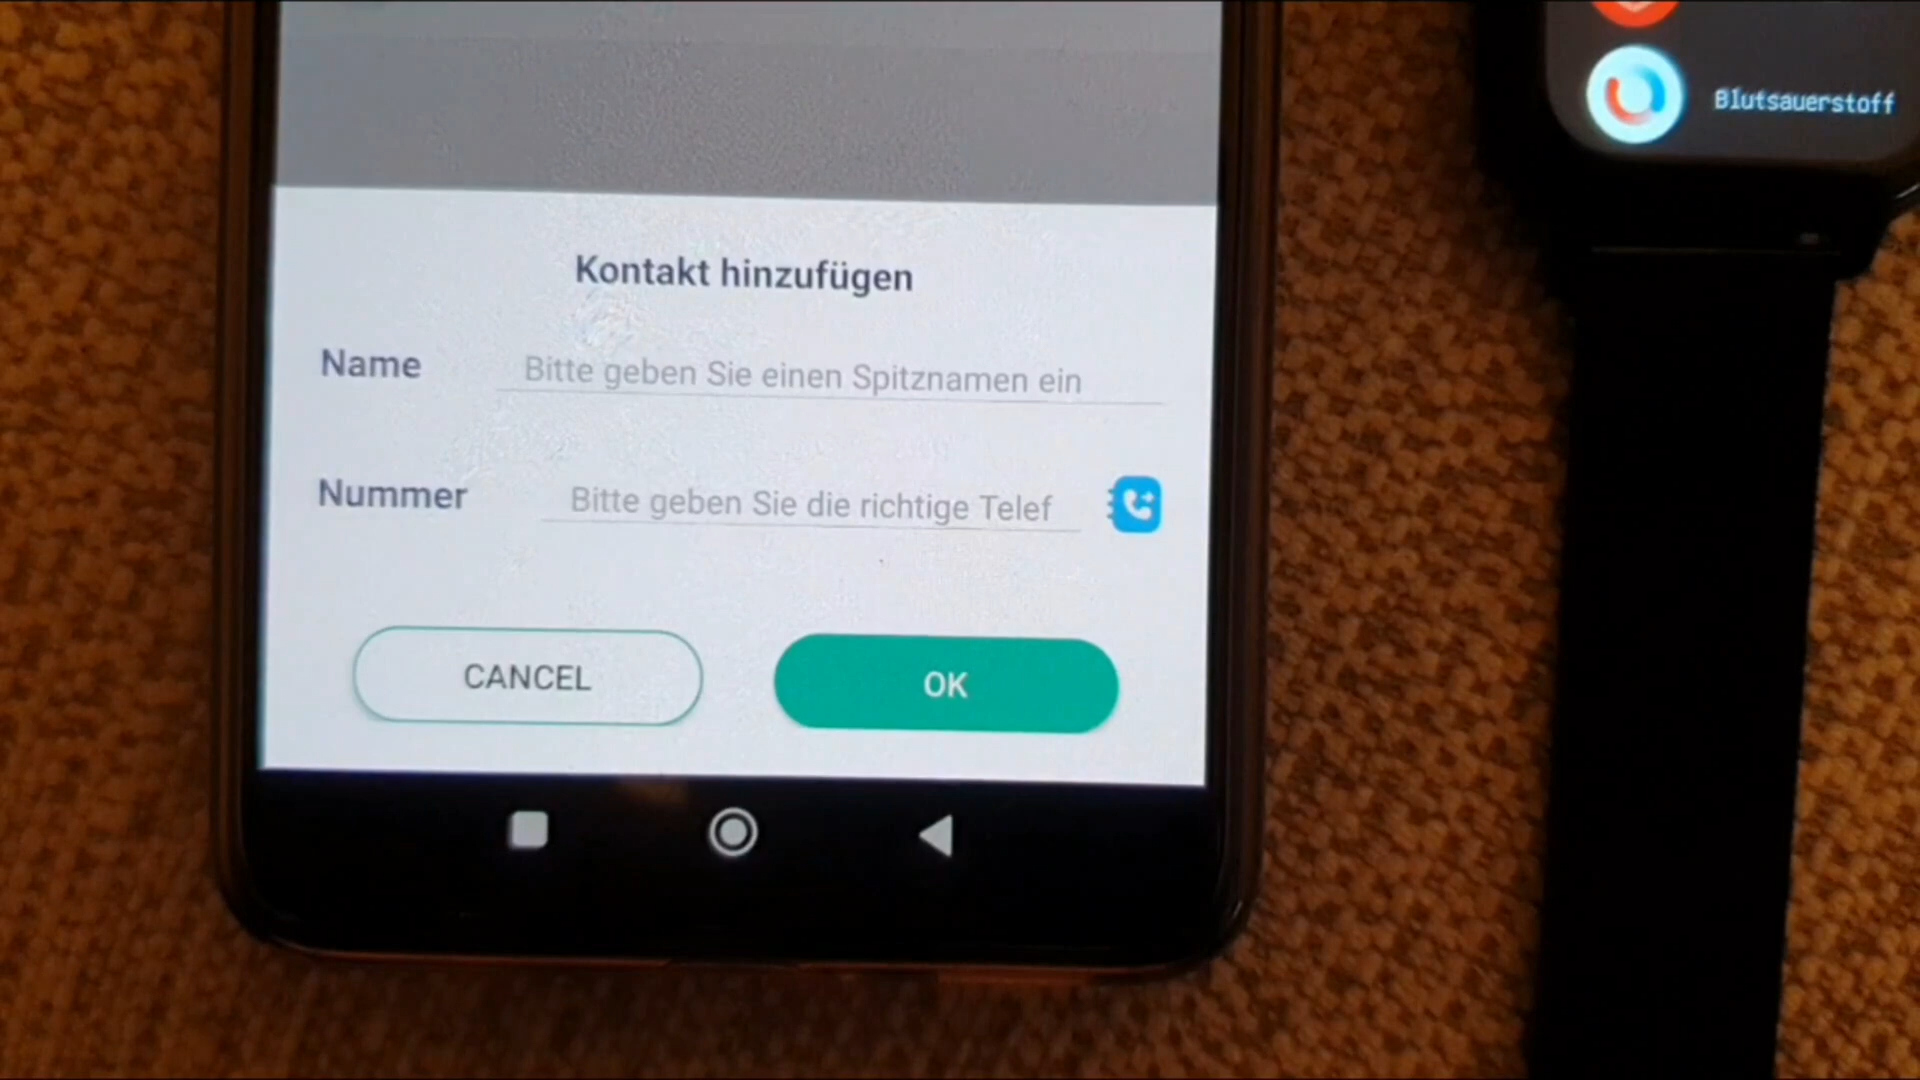 Blutsauerstoff
Kontakt hinzufügen
Name Bitte geben Sie einen Spitznamen ein
Nummer Bitte geben Sie die richtige Telef
CANCEL OK